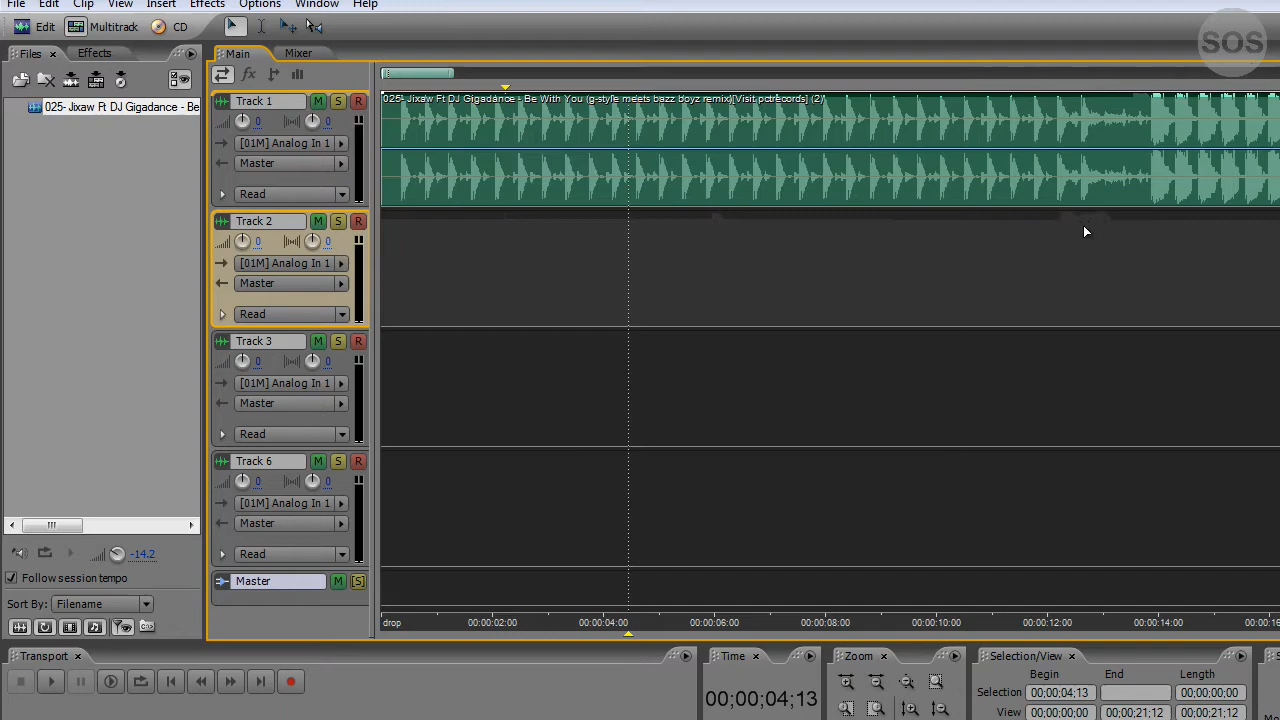 File Edit Clip View Insert Effects Options Window Help
Edit Multitrack CD
SOS
Files Effects
Main Mixer
025- Jixaw Ft DJ Gigadance - Be
fx
Track 1 M S R
0 0
[01M] Analog In 1
Master
Read
025- Jixaw Ft DJ Gigadance - Be With You (g-style meets bazz boyz remix)[Visit pctrecords] (2)
Track 2 M S R
0 0
[01M] Analog In 1
Master
Read
Track 3 M S R
0 0
[01M] Analog In 1
Master
Read
Track 6 M S R
0 0
[01M] Analog In 1
Master
Read
Master M [S]
-14.2
Follow session tempo
Sort By: Filename
drop 00:00:02:00 00:00:04:00 00:00:06:00 00:00:08:00 00:00:10:00 00:00:12:00 00:00:14:00 00:00:16
Transport Time Zoom Selection/View
00;00;04;13
Begin End Length
Selection 00;00;04;13 00;00;00;00
View 00;00;00;00 00;00;21;12 00;00;21;12